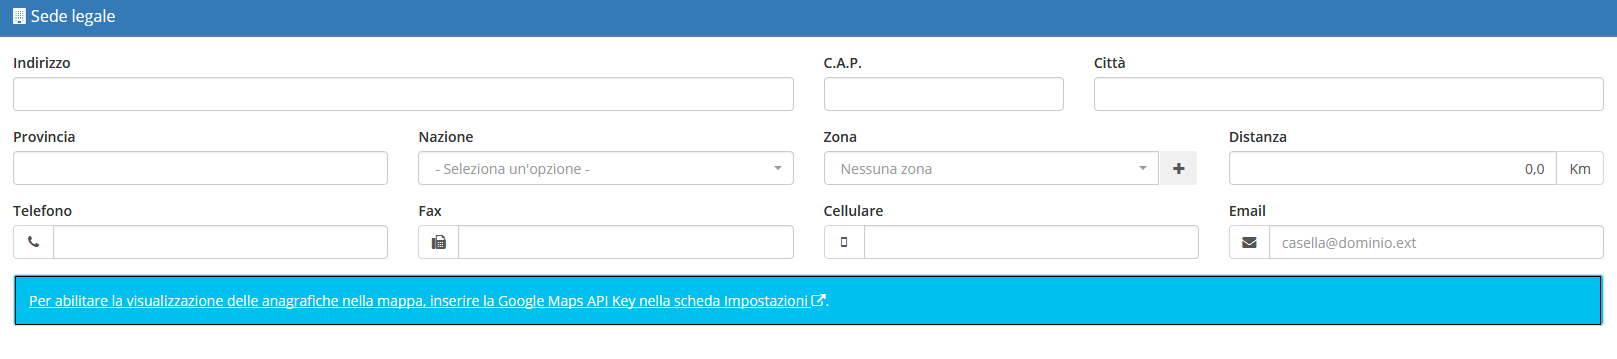 Sede legale
Indirizzo C.A.P. Città
Provincia Nazione Zona Distanza
- Seleziona un'opzione - Nessuna zona 0,0 Km
Telefono Fax Cellulare Email
casella@dominio.ext
Per abilitare la visualizzazione delle anagrafiche nella mappa, inserire la Google Maps API Key nella scheda Impostazioni .